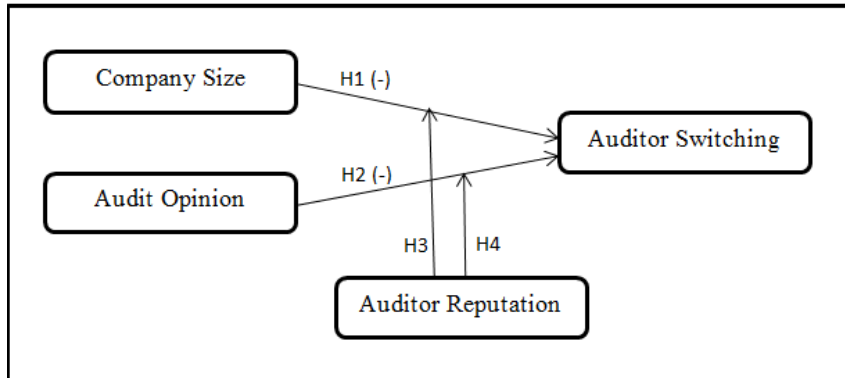 Company Size
H1 (-)
Auditor Switching
H2 (-)
Audit Opinion
H3
H4
Auditor Reputation